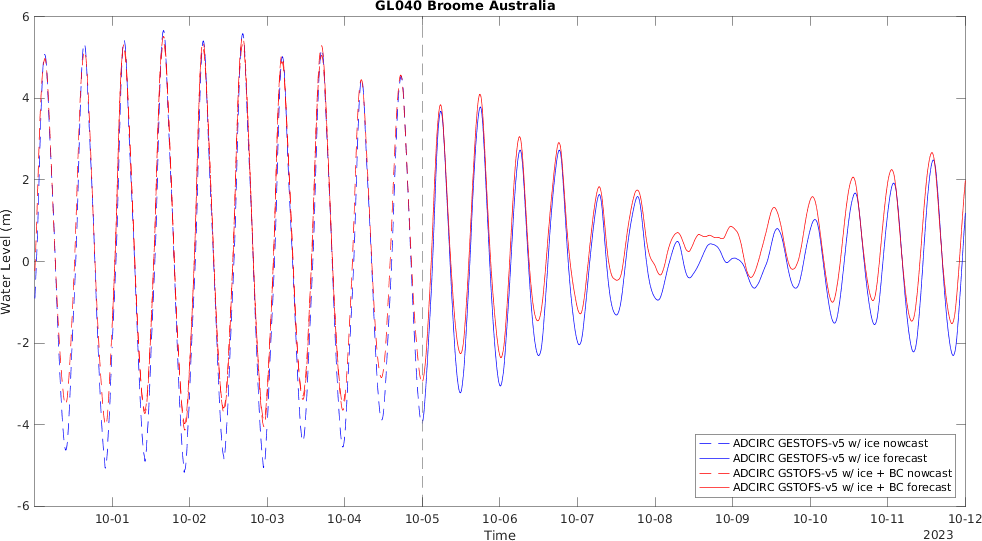 GL040 Broome Australia
6
4
2
0
-2
-4
-6
Water Level (m)
10-01 10-02 10-03 10-04 10-05 10-06 10-07 10-08 10-09 10-10 10-11 10-12
Time
2023
ADCIRC GESTOFS-v5 w/ ice nowcast
ADCIRC GESTOFS-v5 w/ ice forecast
ADCIRC GSTOFS-v5 w/ ice + BC nowcast
ADCIRC GSTOFS-v5 w/ ice + BC forecast